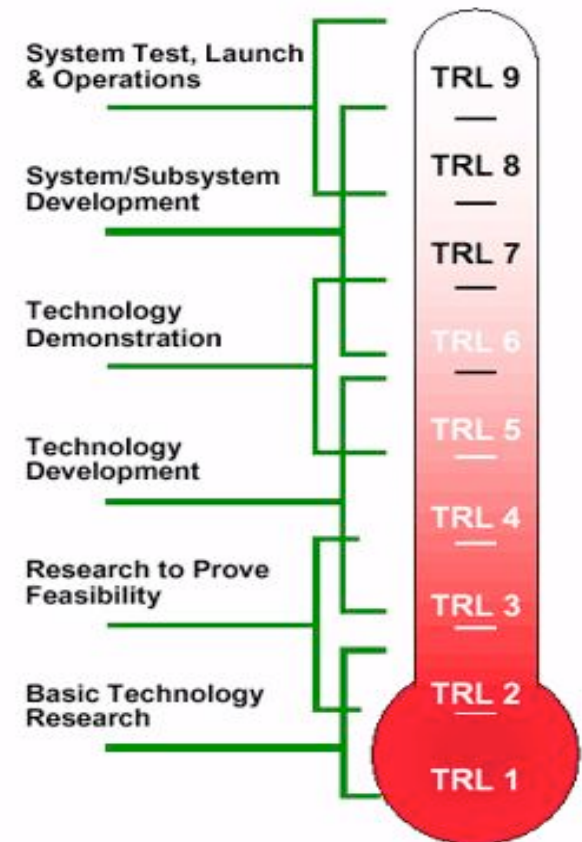 System Test, Launch
& Operations
System/Subsystem
Development
Technology
Demonstration
Technology
Development
Research to Prove
Feasibility
Basic Technology
Research
TRL 9
TRL 8
TRL 7
TRL 6
TRL 5
TRL 4
TRL 3
TRL 2
TRL 1